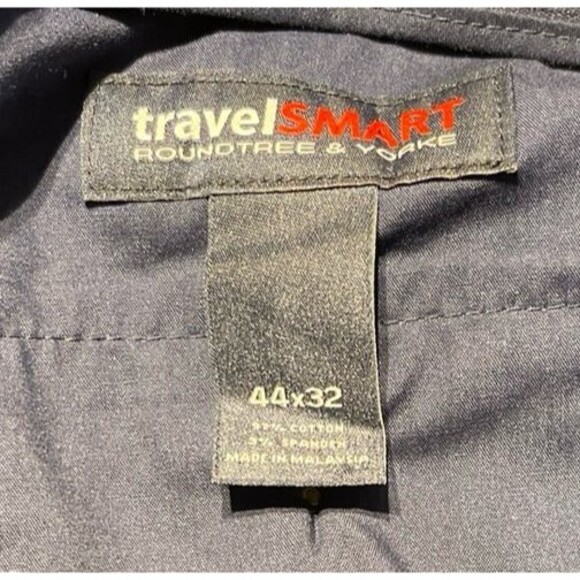 travelSMART
ROUNDTREE & YORKE
44x32
97% COTTON
3% SPANDEX
MADE IN MALAYSIA